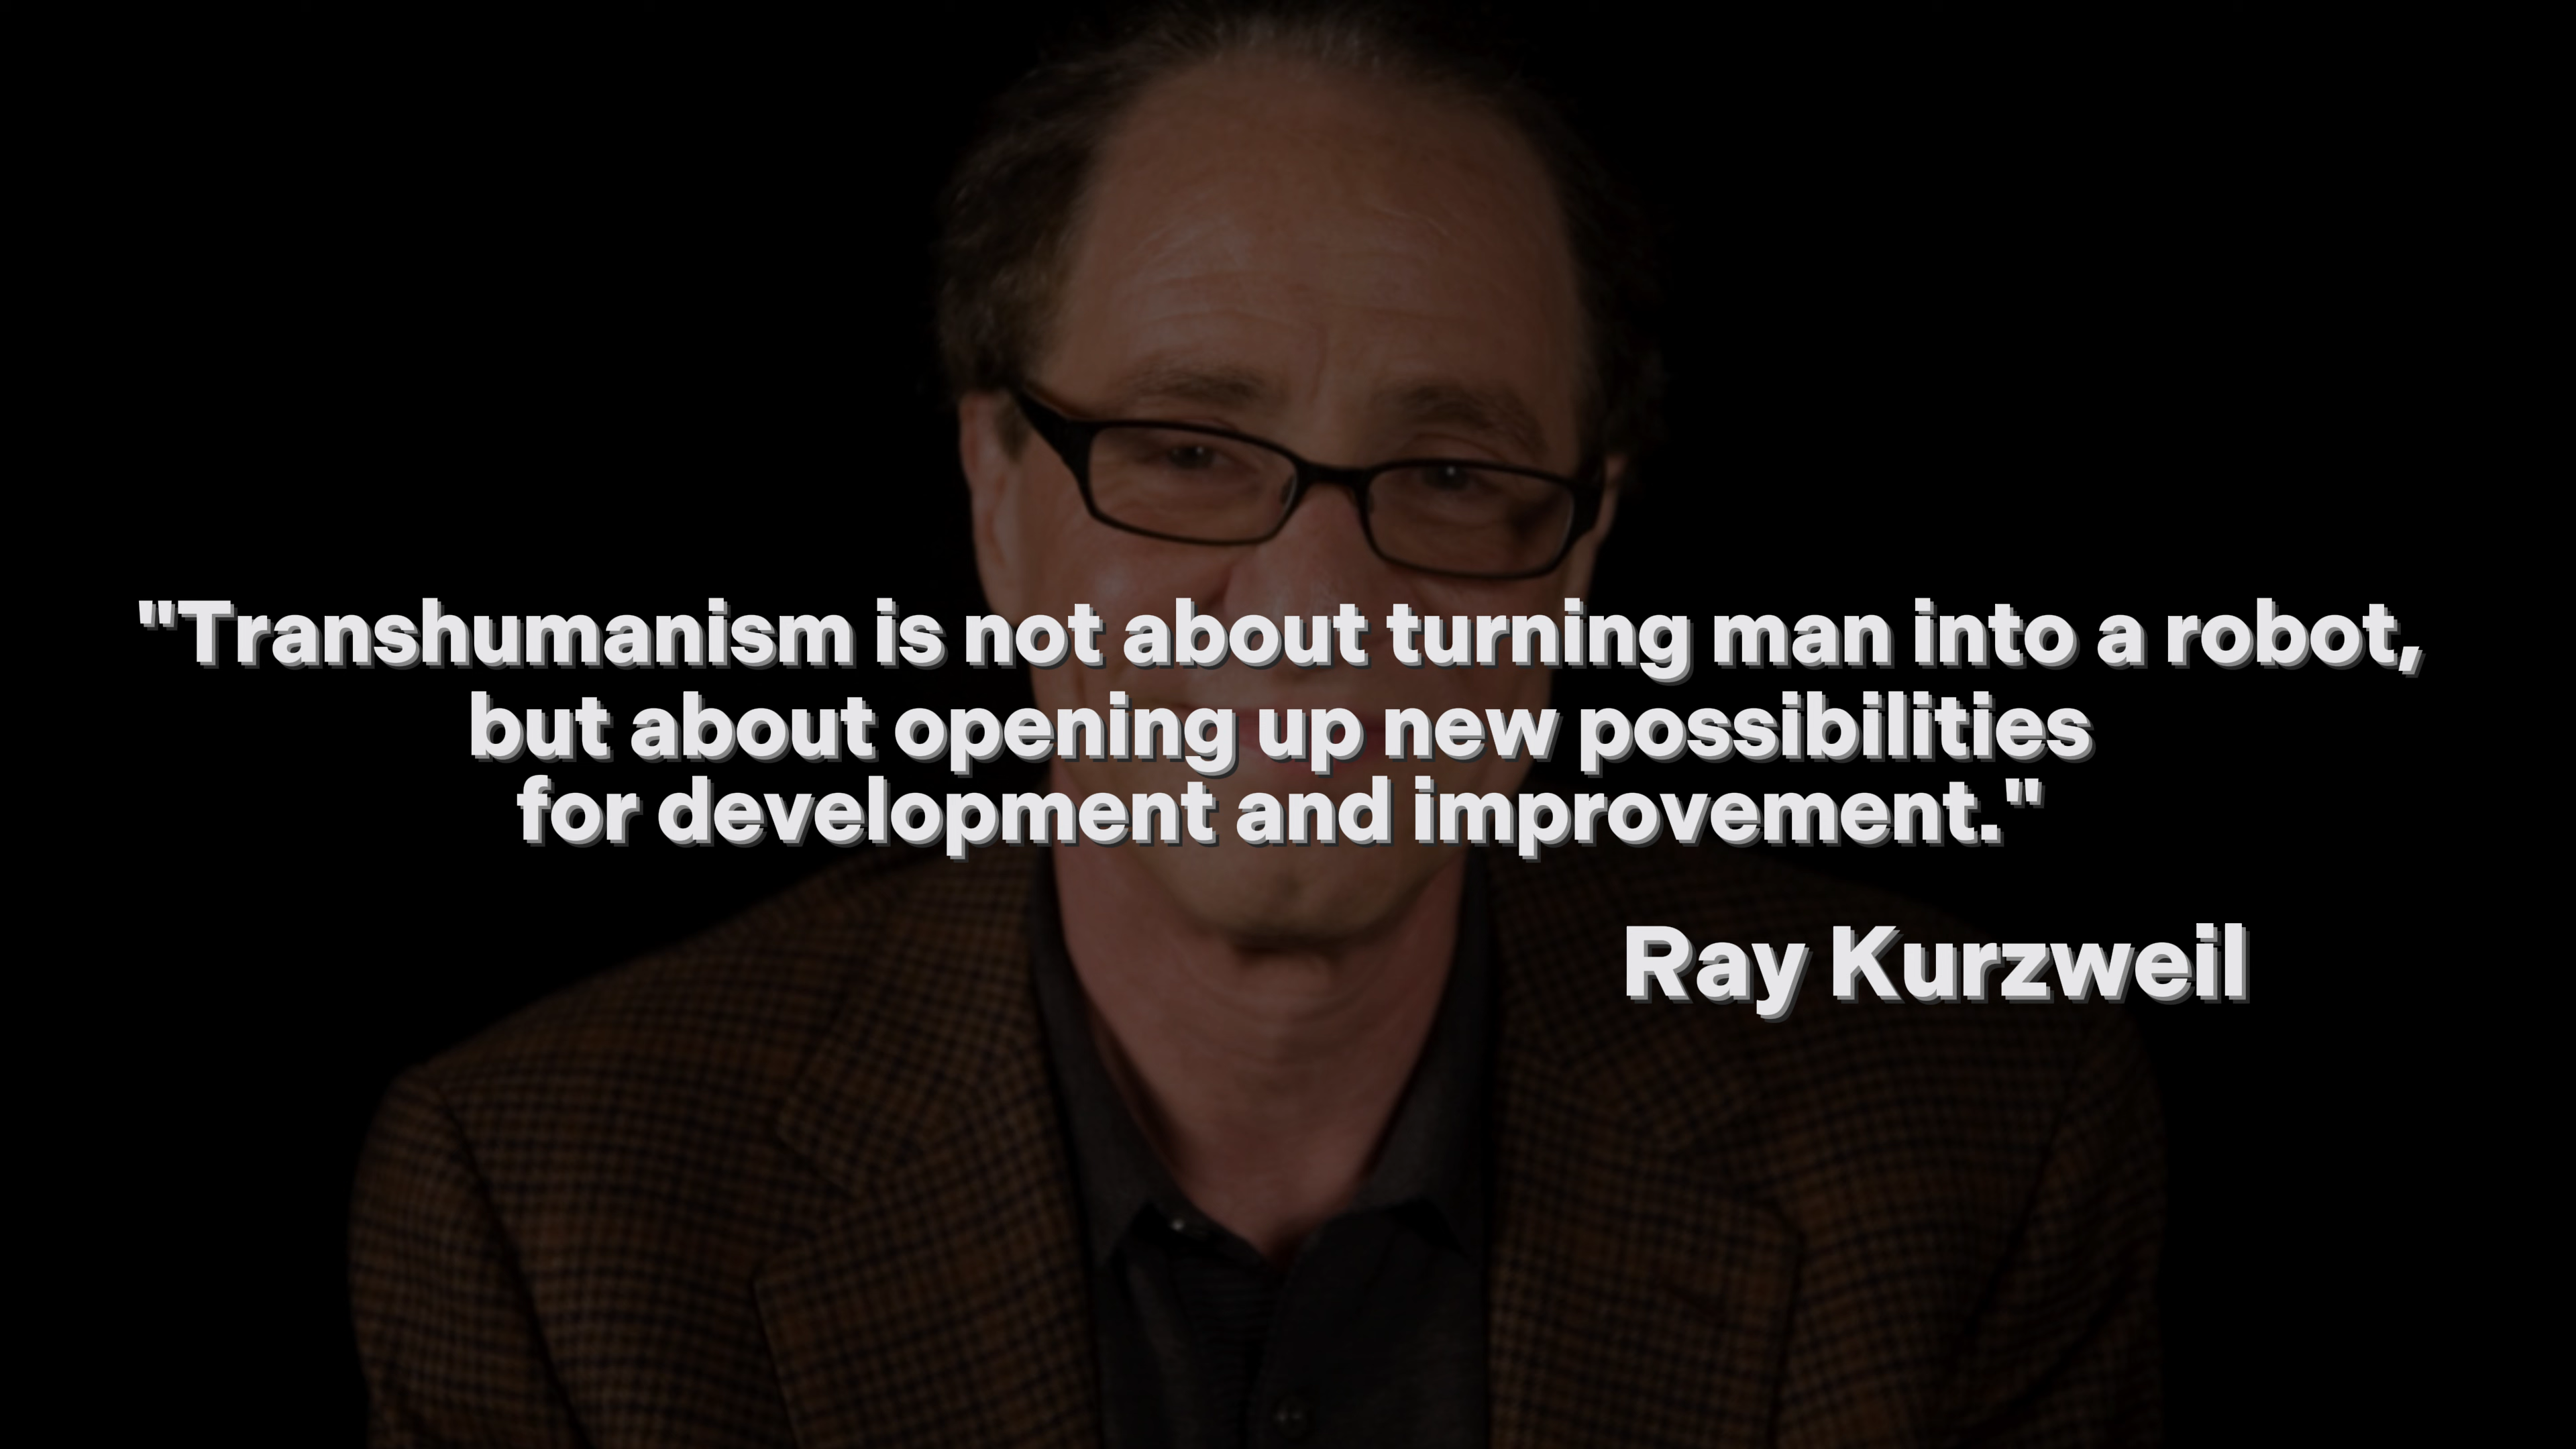 "Transhumanism is not about turning man into a robot,
but about opening up new possibilities
for development and improvement."
Ray Kurzweil